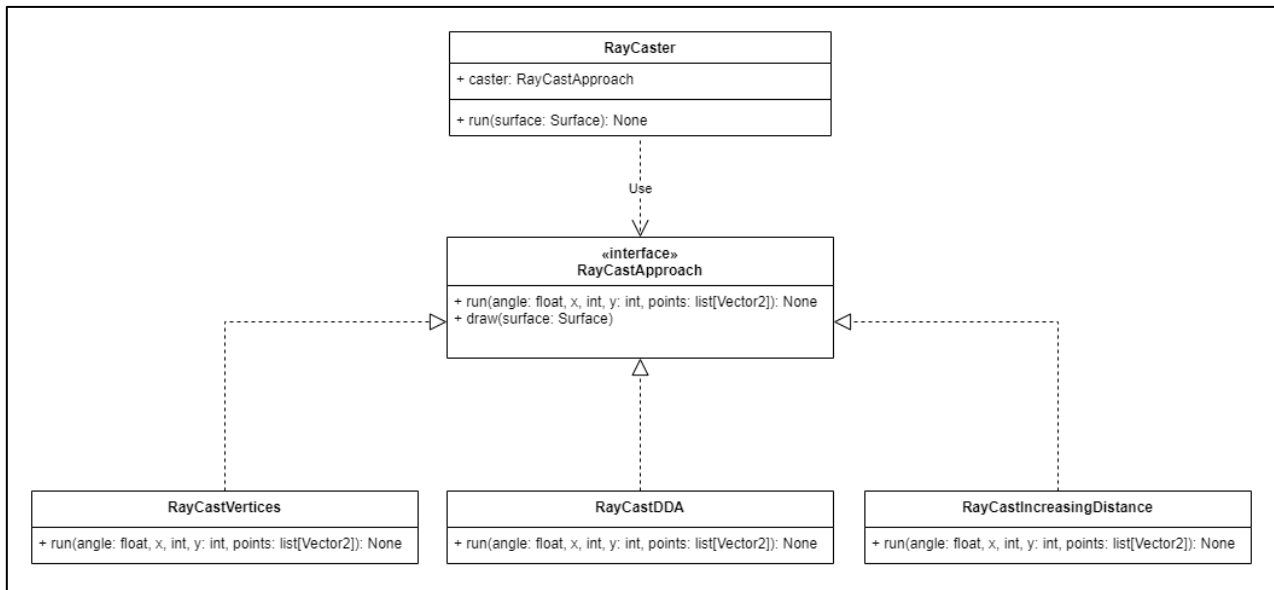 RayCaster
+ caster: RayCastApproach
+ run(surface: Surface): None
Use
«interface»
RayCastApproach
+ run(angle: float, x, int, y: int, points: list[Vector2]): None
+ draw(surface: Surface)
RayCastVertices
+ run(angle: float, x, int, y: int, points: list[Vector2]): None
RayCastDDA
+ run(angle: float, x, int, y: int, points: list[Vector2]): None
RayCastIncreasingDistance
+ run(angle: float, x, int, y: int, points: list[Vector2]): None